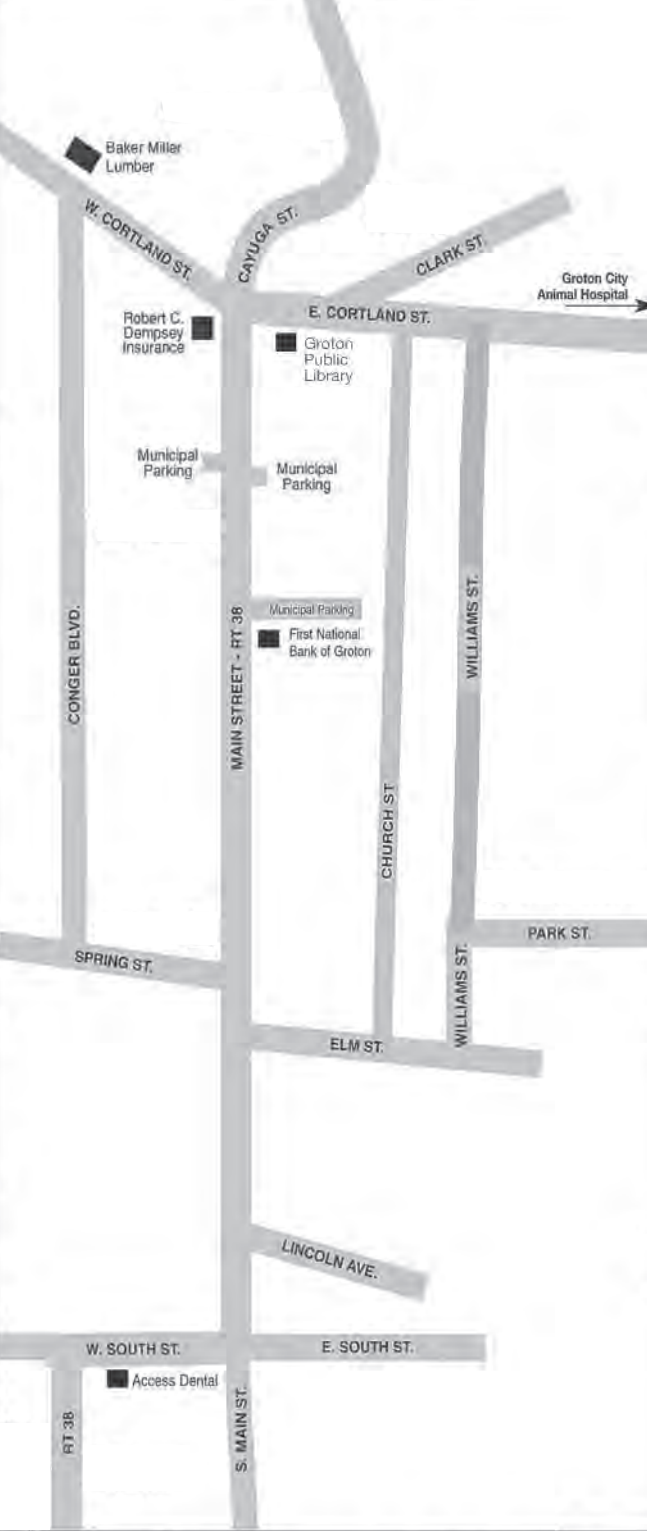 Baker Miller
Lumber
W. CORTLAND ST.
CAYUGA ST.
CLARK ST.
Groton City
Animal Hospital
E. CORTLAND ST.
Robert C.
Dempsey
Insurance
Groton
Public
Library
Municipal
Parking
Municipal
Parking
Municipal Parking
First National
Bank of Groton
CONGER BLVD.
MAIN STREET - RT 38
WILLIAMS ST.
CHURCH ST
PARK ST.
SPRING ST.
WILLIAMS ST.
ELM ST.
LINCOLN AVE.
W. SOUTH ST.
E. SOUTH ST.
Access Dental
RT 38
S. MAIN ST.